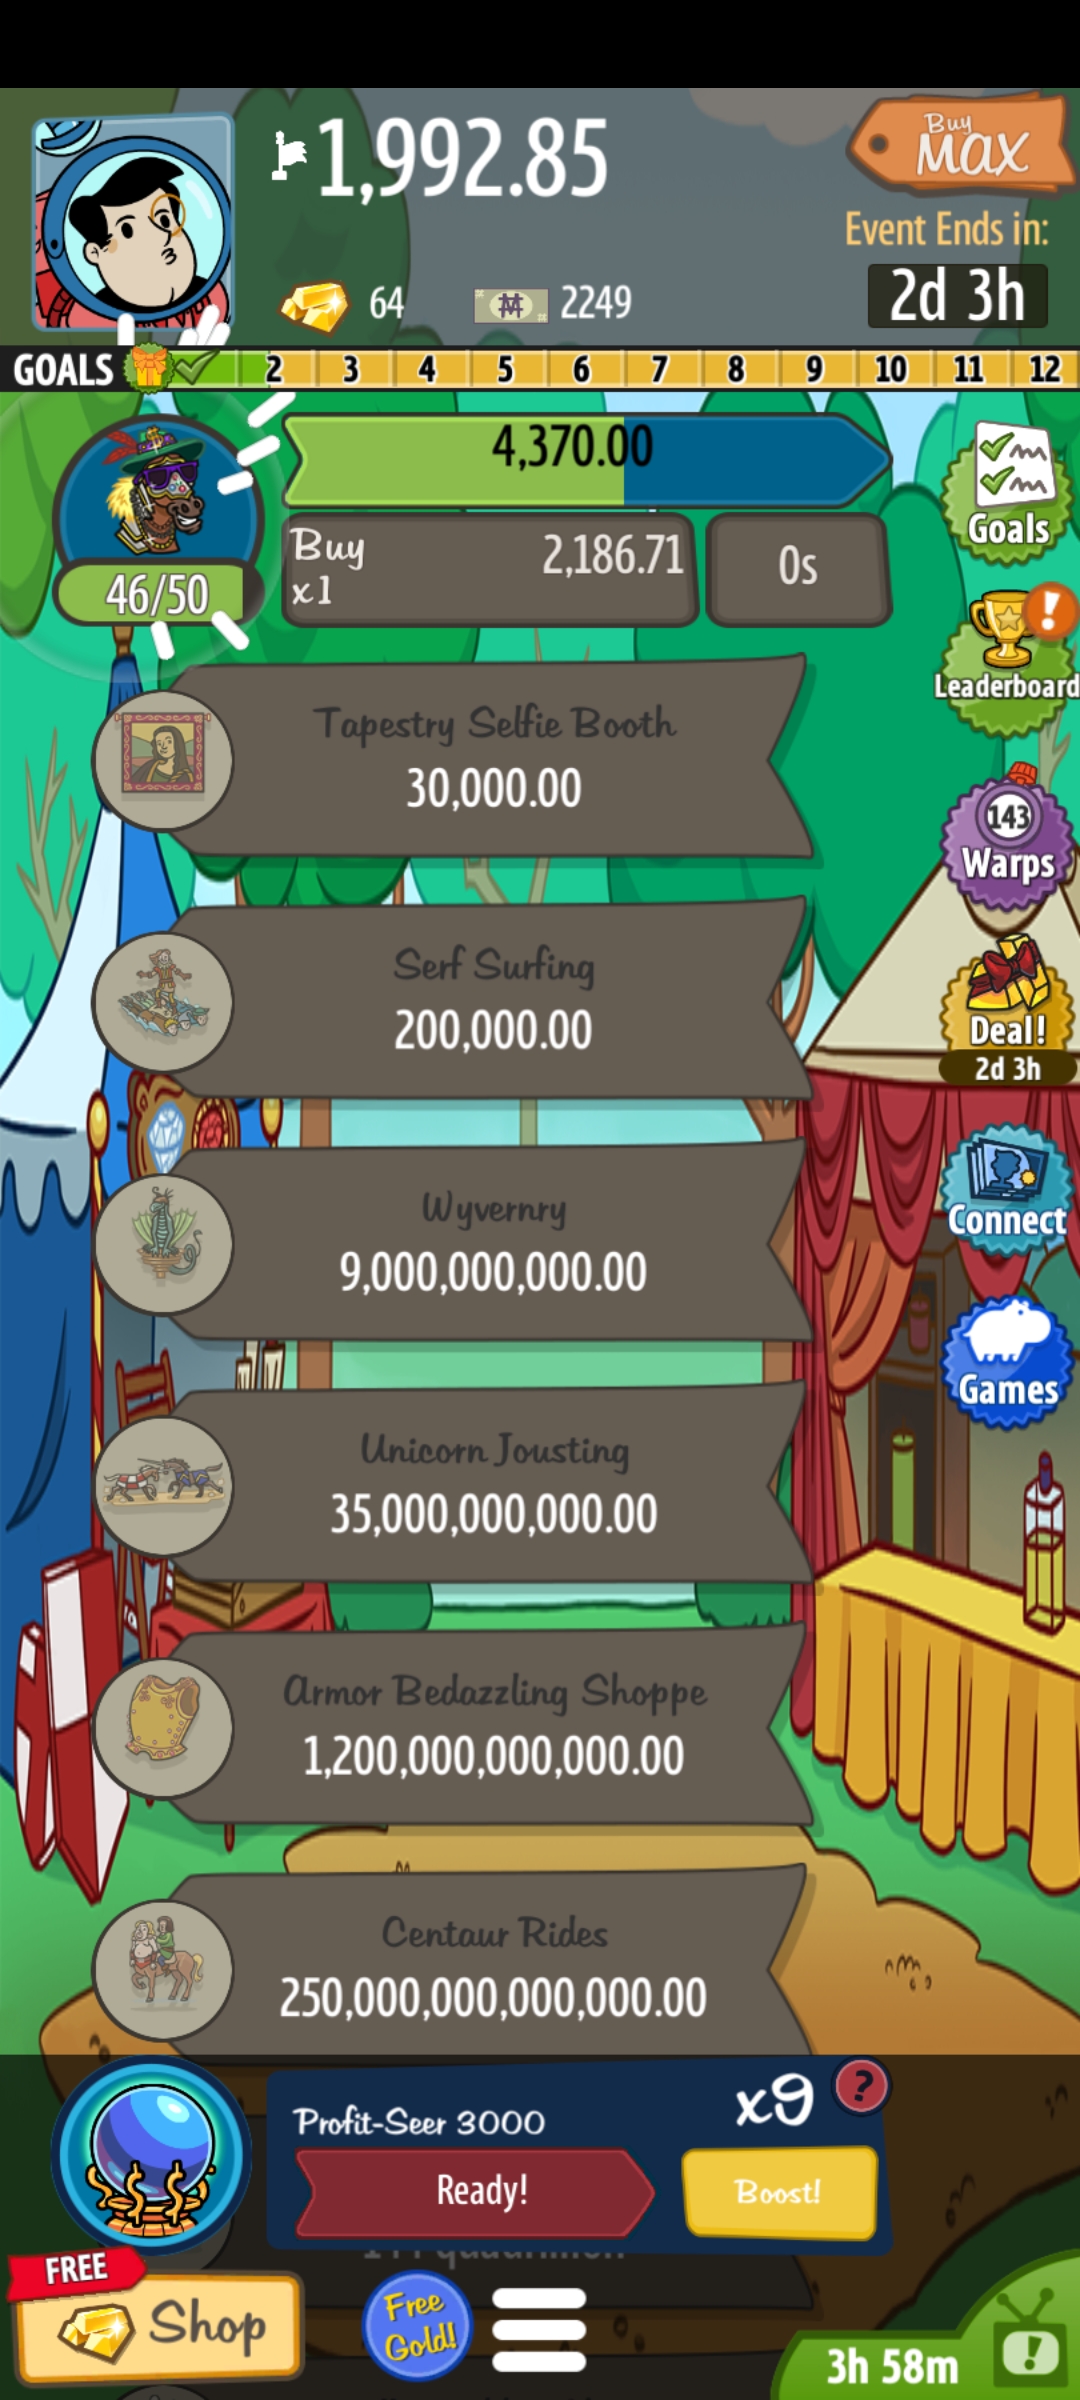 1,992.85
Buy
MAX
Event Ends in:
64
2249
2d 3h
GOALS 2 3 4 5 6 7 8 9 10 11 12
4,370.00
Goals
Buy
x1
2,186.71
0s
46/50
!
Leaderboard
Tapestry Selfie Booth
30,000.00
143
Warps
Serf Surfing
200,000.00
Deal!
2d 3h
Wyvernry
9,000,000,000.00
Connect
Games
Unicorn Jousting
35,000,000,000.00
Armor Bedazzling Shoppe
1,200,000,000,000.00
Centaur Rides
250,000,000,000,000.00
Profit-Seer 3000
x9
?
Ready!
Boost!
FREE
Shop
Free
Gold!
3h 58m
!